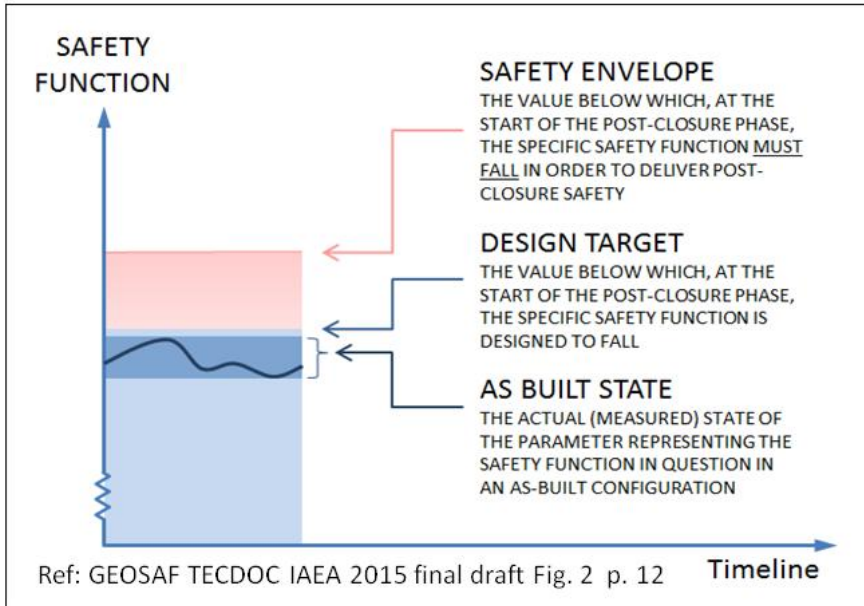 SAFETY
FUNCTION
SAFETY ENVELOPE
THE VALUE BELOW WHICH, AT THE
START OF THE POST-CLOSURE PHASE,
THE SPECIFIC SAFETY FUNCTION MUST
FALL IN ORDER TO DELIVER POST-
CLOSURE SAFETY
DESIGN TARGET
THE VALUE BELOW WHICH, AT THE
START OF THE POST-CLOSURE PHASE,
THE SPECIFIC SAFETY FUNCTION IS
DESIGNED TO FALL
AS BUILT STATE
THE ACTUAL (MEASURED) STATE OF
THE PARAMETER REPRESENTING THE
SAFETY FUNCTION IN QUESTION IN
AN AS-BUILT CONFIGURATION
Timeline
Ref: GEOSAF TECDOC IAEA 2015 final draft Fig. 2 p. 12